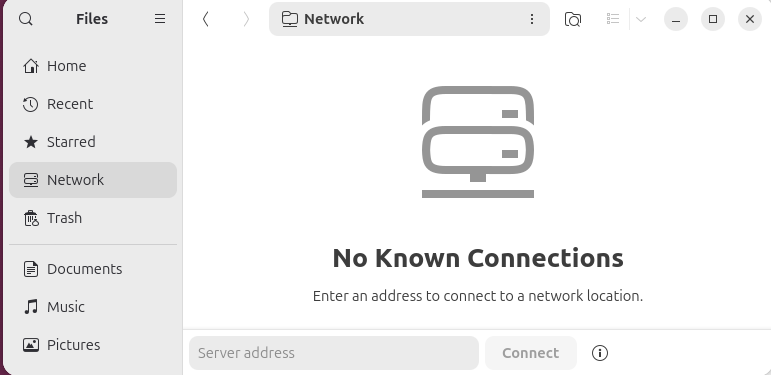 Files
Network
Home
Recent
Starred
Network
Trash
Documents
Music
Pictures
No Known Connections
Enter an address to connect to a network location.
Server address
Connect